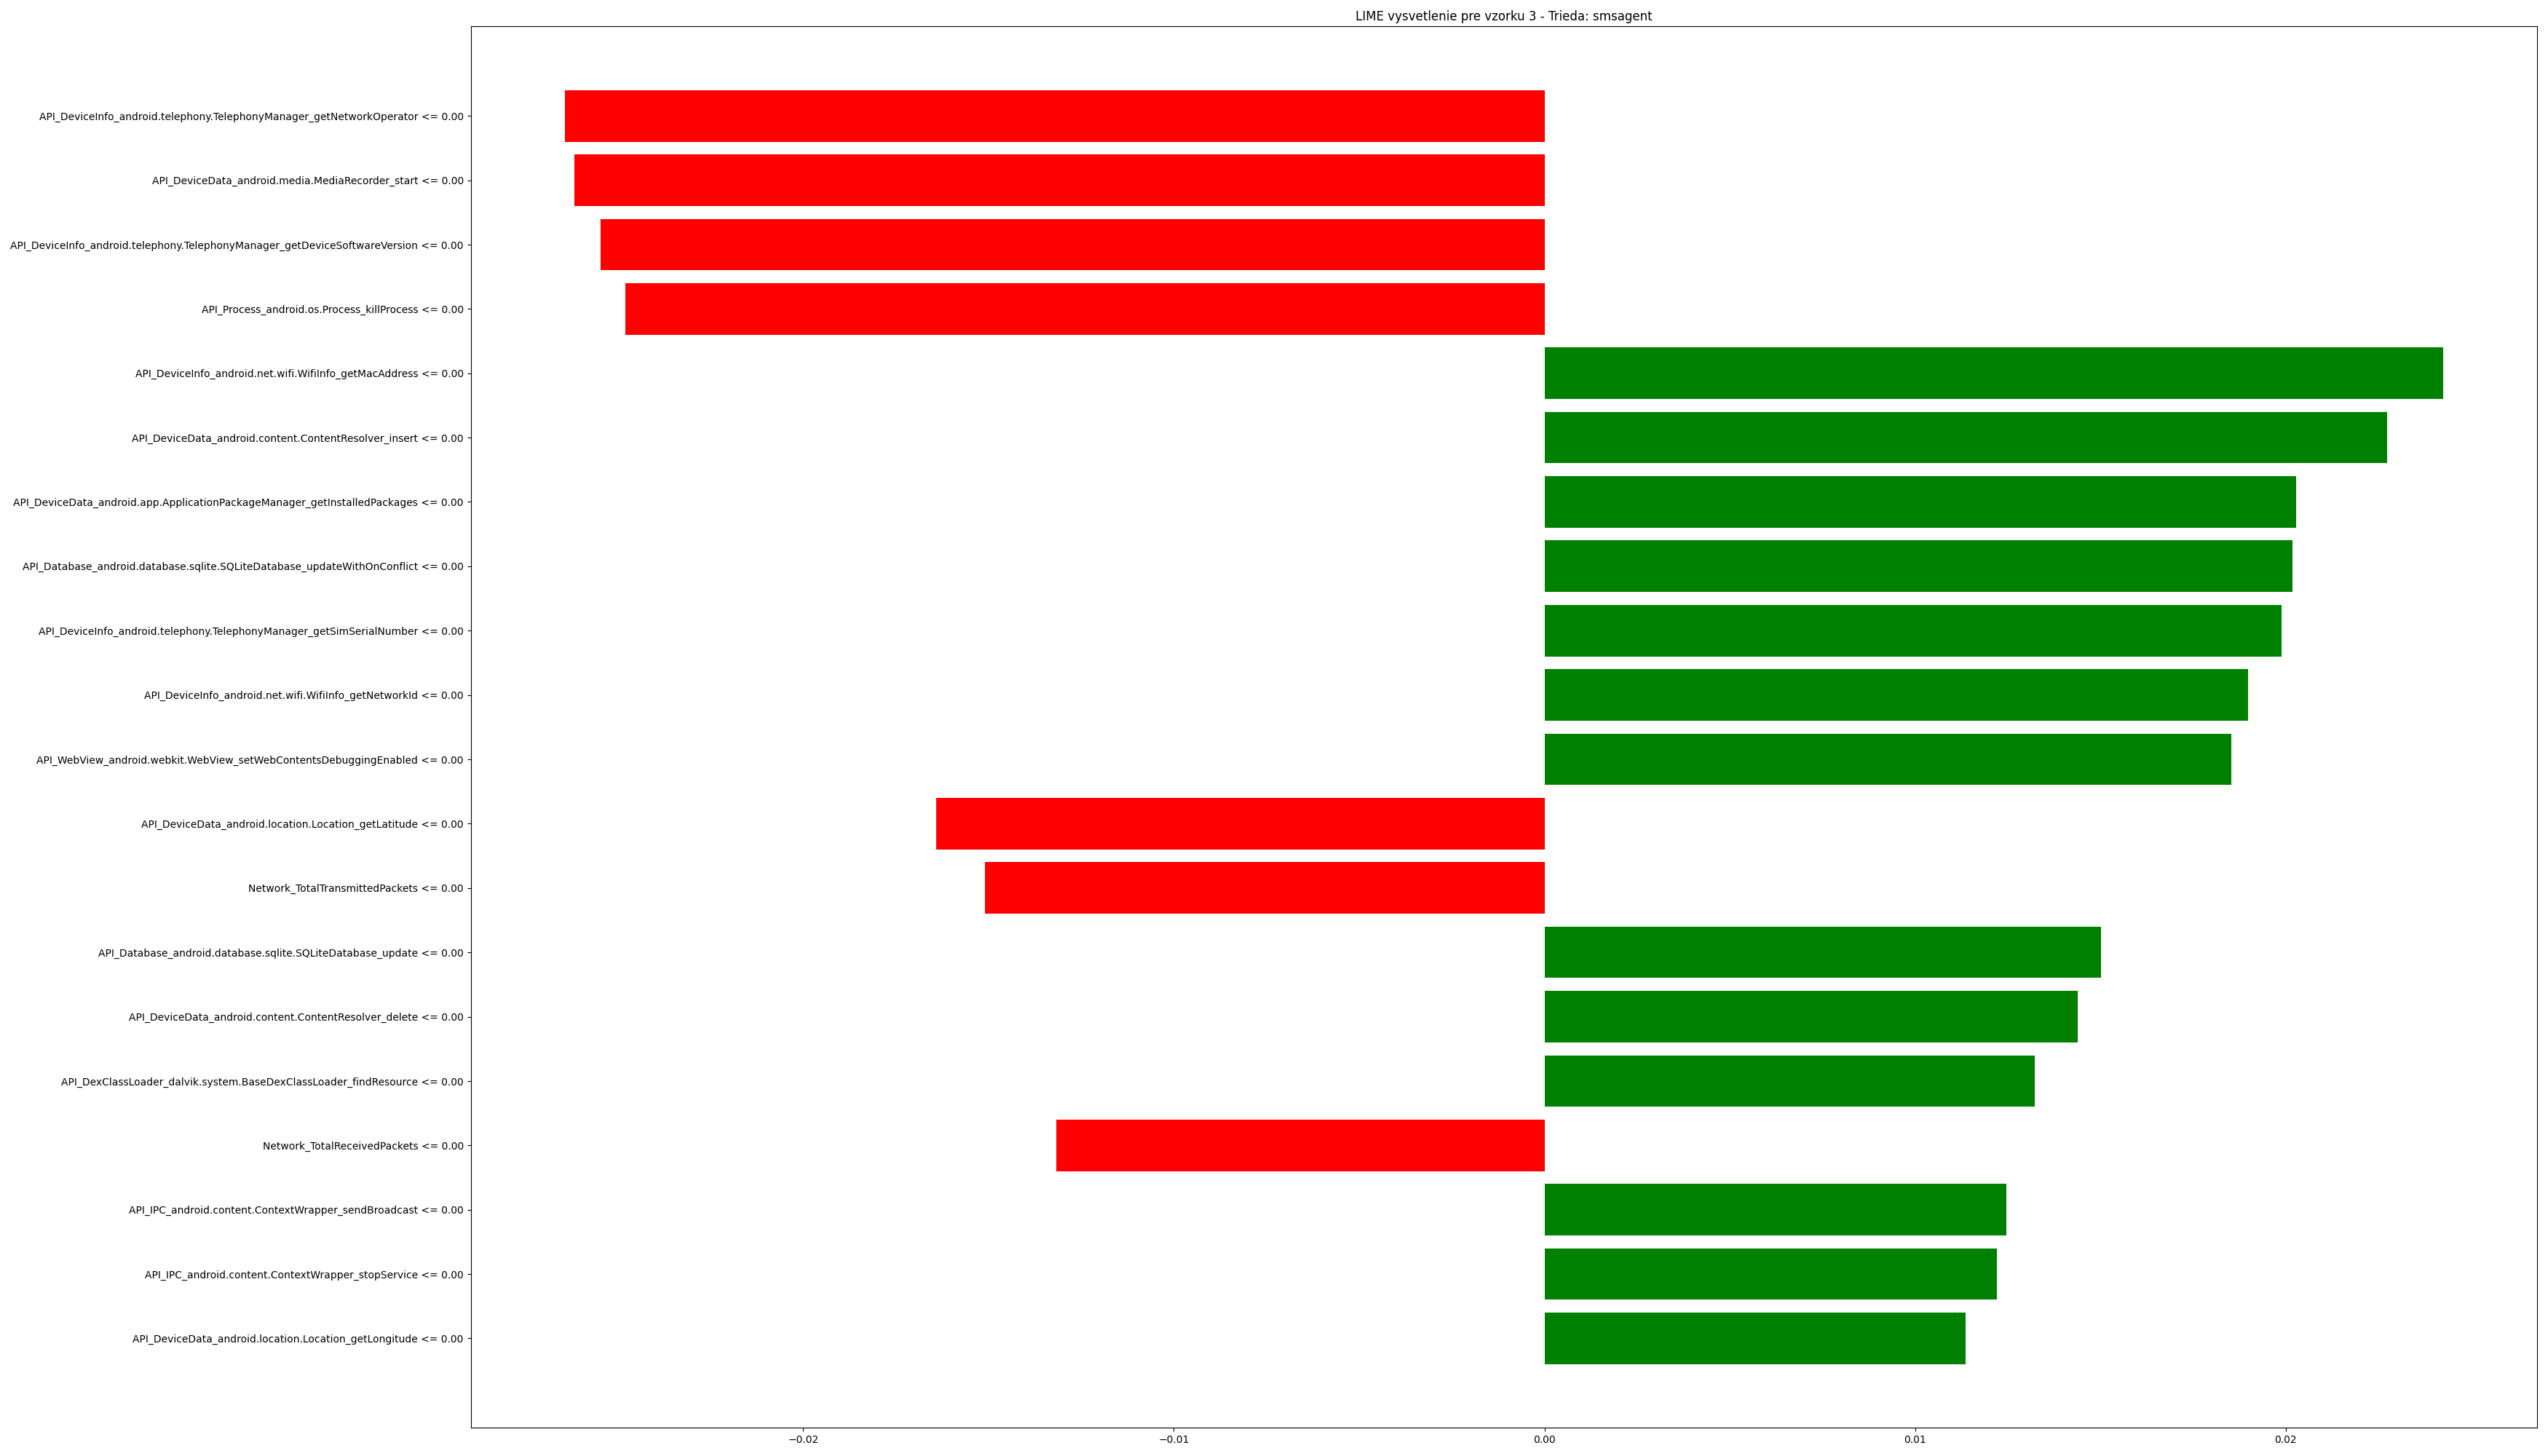 LIME vysvetlenie pre vzorku 3 - Trieda: smsagent
API_DeviceInfo_android.telephony.TelephonyManager_getNetworkOperator <= 0.00
API_DeviceData_android.media.MediaRecorder_start <= 0.00
API_DeviceInfo_android.telephony.TelephonyManager_getDeviceSoftwareVersion <= 0.00
API_Process_android.os.Process_killProcess <= 0.00
API_DeviceInfo_android.net.wifi.WifiInfo_getMacAddress <= 0.00
API_DeviceData_android.content.ContentResolver_insert <= 0.00
API_DeviceData_android.app.ApplicationPackageManager_getInstalledPackages <= 0.00
API_Database_android.database.sqlite.SQLiteDatabase_updateWithOnConflict <= 0.00
API_DeviceInfo_android.telephony.TelephonyManager_getSimSerialNumber <= 0.00
API_DeviceInfo_android.net.wifi.WifiInfo_getNetworkId <= 0.00
API_WebView_android.webkit.WebView_setWebContentsDebuggingEnabled <= 0.00
API_DeviceData_android.location.Location_getLatitude <= 0.00
Network_TotalTransmittedPackets <= 0.00
API_Database_android.database.sqlite.SQLiteDatabase_update <= 0.00
API_DeviceData_android.content.ContentResolver_delete <= 0.00
API_DexClassLoader_dalvik.system.BaseDexClassLoader_findResource <= 0.00
Network_TotalReceivedPackets <= 0.00
API_IPC_android.content.ContextWrapper_sendBroadcast <= 0.00
API_IPC_android.content.ContextWrapper_stopService <= 0.00
API_DeviceData_android.location.Location_getLongitude <= 0.00
−0.02 −0.01 0.00 0.01 0.02